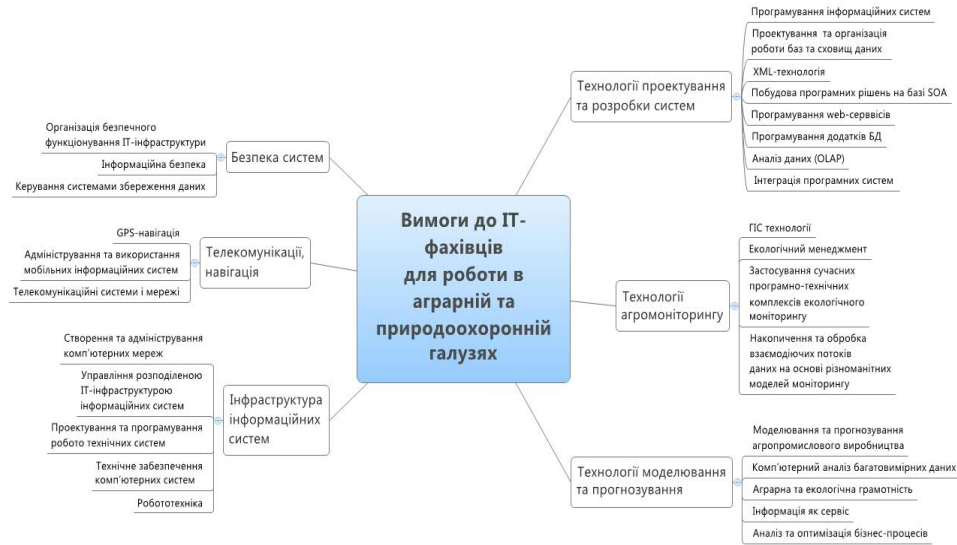 Вимоги до ІТ-
фахівців
для роботи в
аграрній та
природоохоронній
галузях
Технології проектування
та розробки систем
Програмування інформаційних систем
Проектування та організація
роботи баз та сховищ даних
XML-технологія
Побудова програмних рішень на базі SOA
Програмування web-серввісів
Програмування додатків БД
Аналіз даних (OLAP)
Інтеграція програмних систем
Технології
агромоніторингу
ГІС технології
Екологічний менеджмент
Застосування сучасних
програмно-технічних
комплексів екологічного
моніторингу
Накопичення та обробка
взаємодіючих потоків
даних на основі різноманітних
моделей моніторингу
Технології моделювання
та прогнозування
Моделювання та прогнозування
агропромислового виробництва
Комп'ютерний аналіз багатовимірних даних
Аграрна та екологічна грамотність
Інформація як сервіс
Аналіз та оптимізація бізнес-процесів
Безпека систем
Організація безпечного
функціонування ІТ-інфраструктури
Інформаційна безпека
Керування системами збереження даних
Телекомунікації,
навігація
GPS-навігація
Адміністрування та використання
мобільних інформаційних систем
Телекомунікаційні системи і мережі
Інфраструктура
інформаційних
систем
Створення та адміністрування
комп'ютерних мереж
Управління розподіленою
ІТ-інфраструктурою
інформаційних систем
Проектування та програмування
робото технічних систем
Технічне забезпечення
комп'ютерних систем
Робототехніка